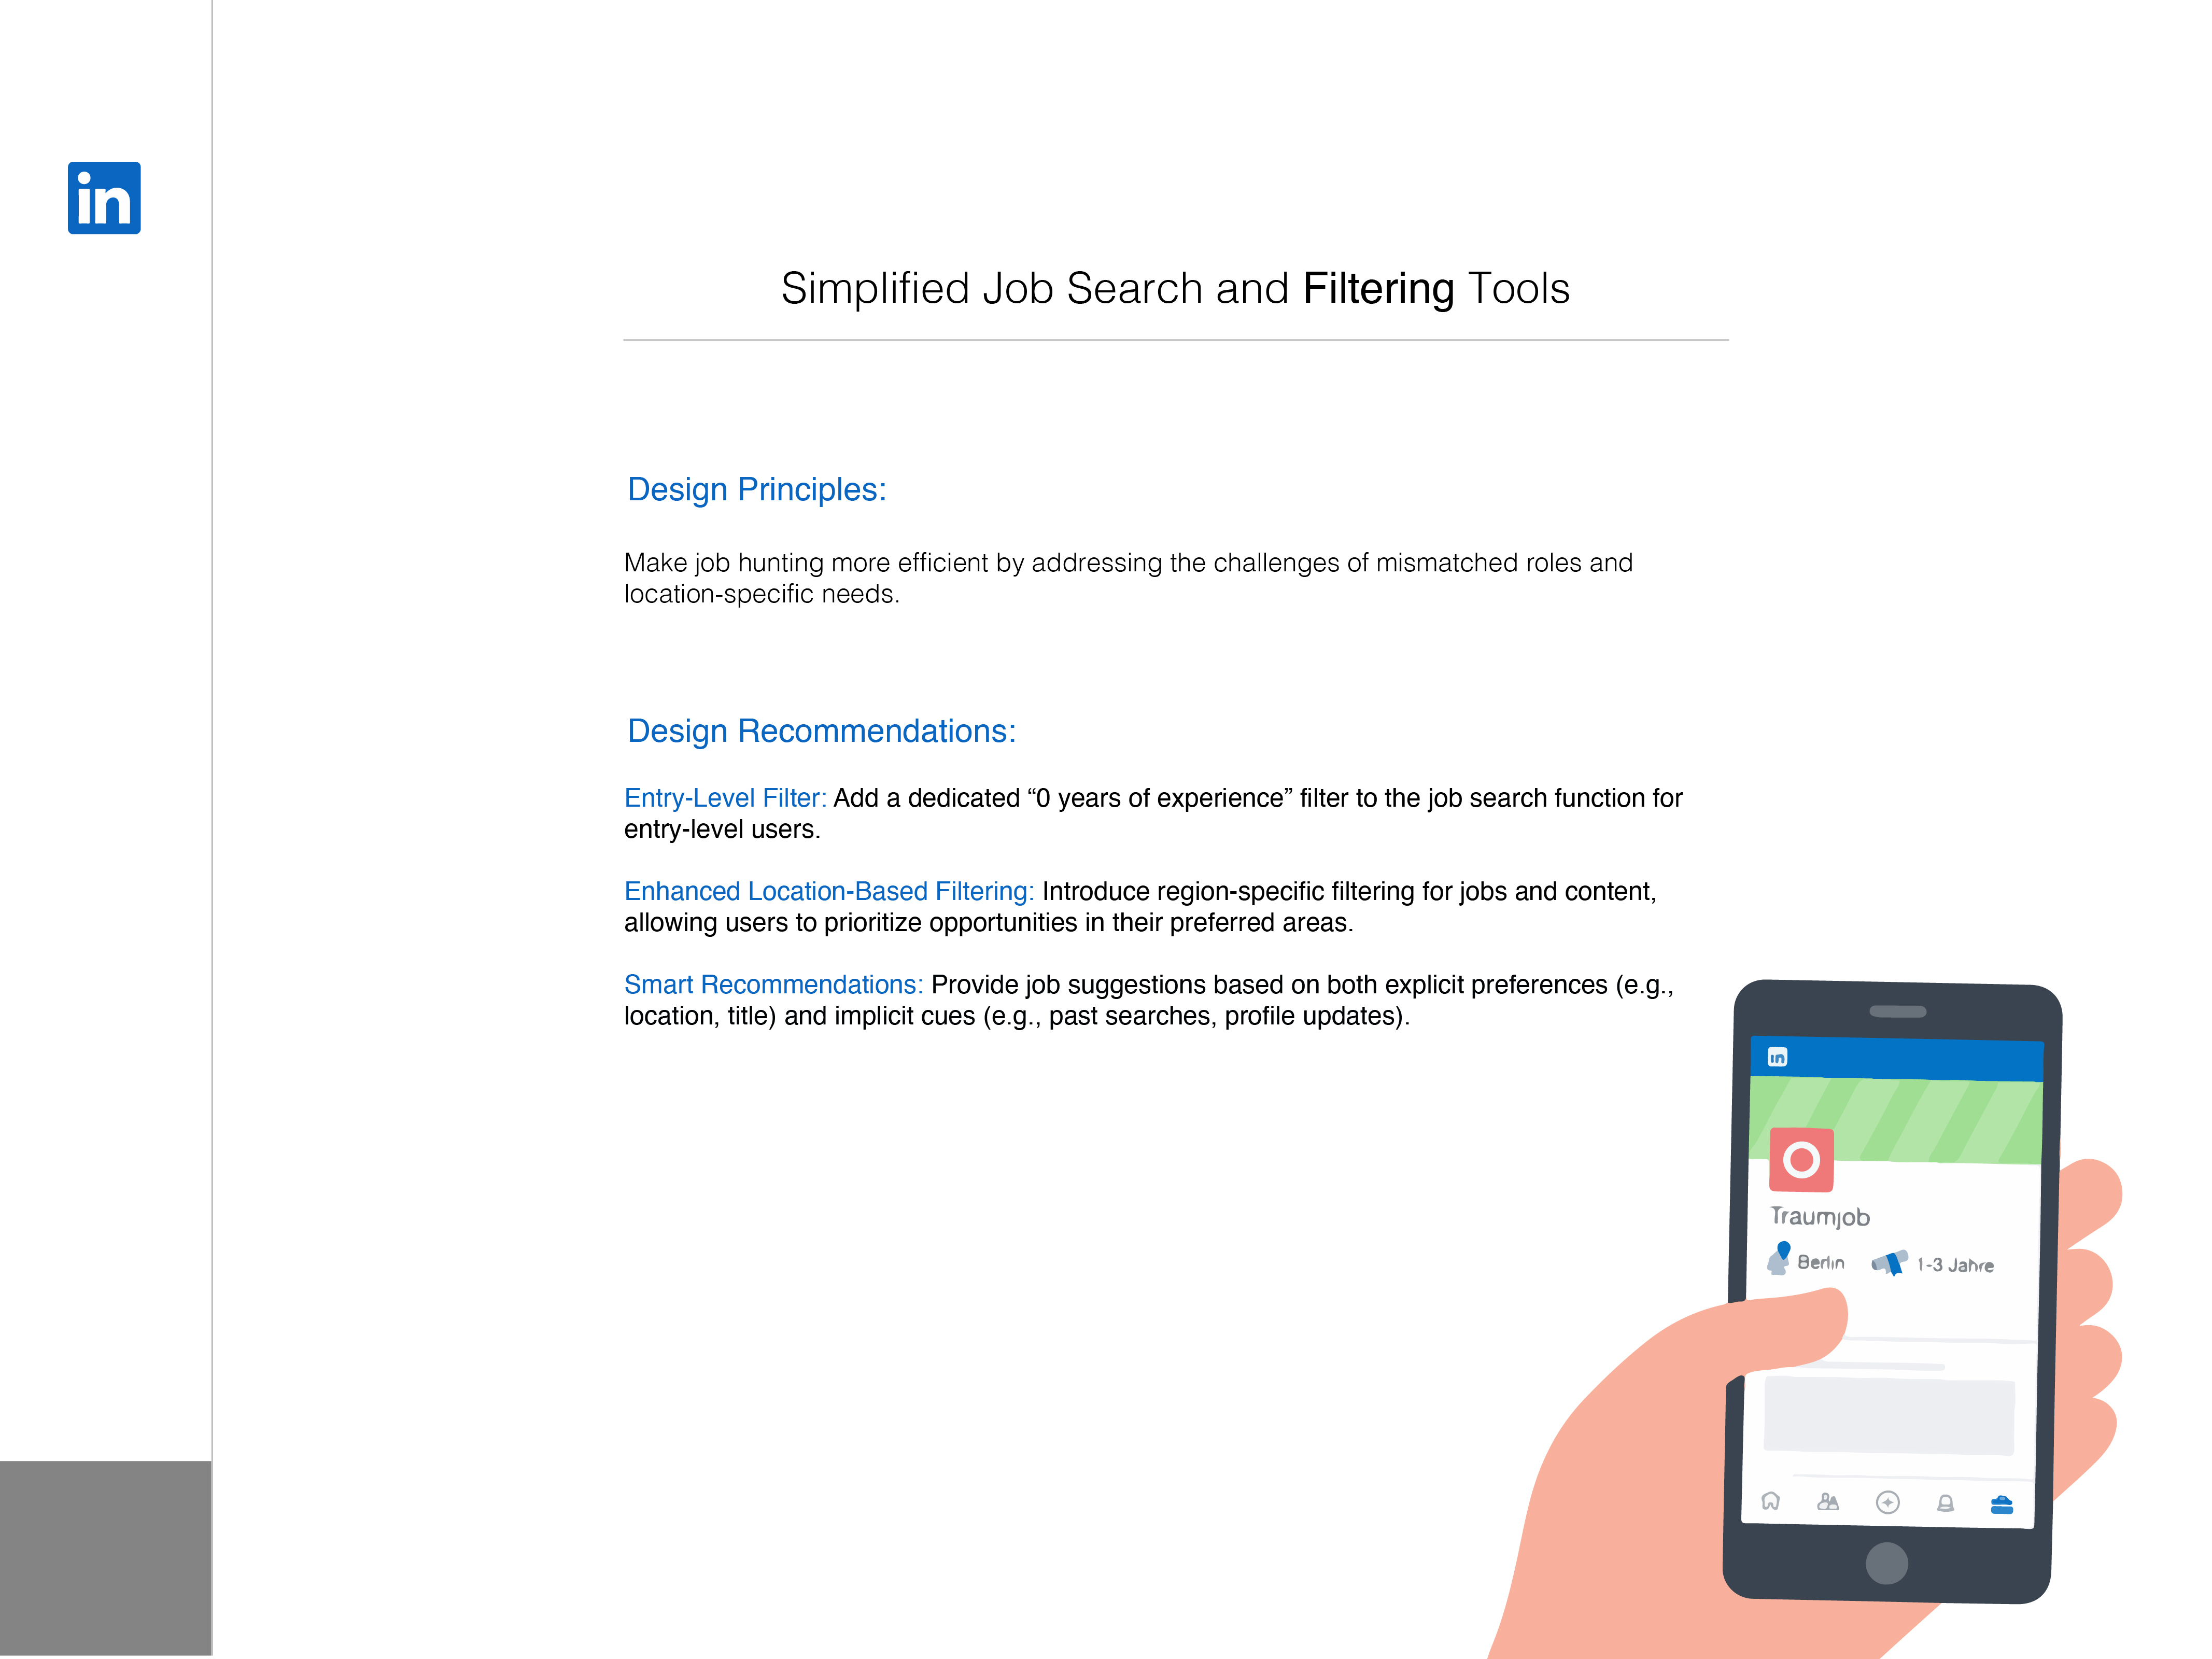 in
Simplified Job Search and Filtering Tools
Design Principles:
Make job hunting more efficient by addressing the challenges of mismatched roles and
location-specific needs.
Design Recommendations:
Entry-Level Filter: Add a dedicated “0 years of experience” filter to the job search function for
entry-level users.
Enhanced Location-Based Filtering: Introduce region-specific filtering for jobs and content,
allowing users to prioritize opportunities in their preferred areas.
Smart Recommendations: Provide job suggestions based on both explicit preferences (e.g.,
location, title) and implicit cues (e.g., past searches, profile updates).
in
Traumjob
Berlin 1-3 Jahre